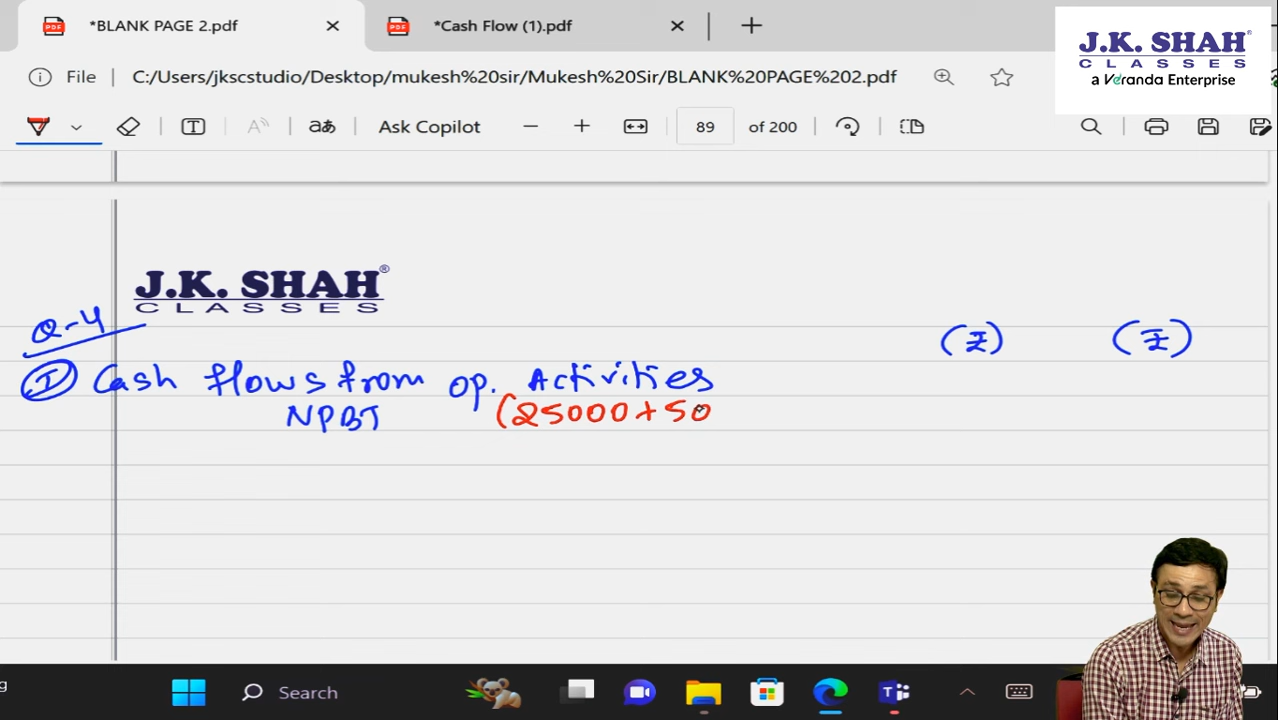 *BLANK PAGE 2.pdf
*Cash Flow (1).pdf
File C:/Users/jkscstudio/Desktop/mukesh%20sir/Mukesh%20Sir/BLANK%20PAGE%202.pdf
J.K. SHAH®
CLASSES
a Veranda Enterprise
aあ Ask Copilot 89 of 200
J.K. SHAH®
CLASSES
Q-4
(₹) (₹)
(I) Cash flows from op. Activities
NPBT (25000+50
g
Search